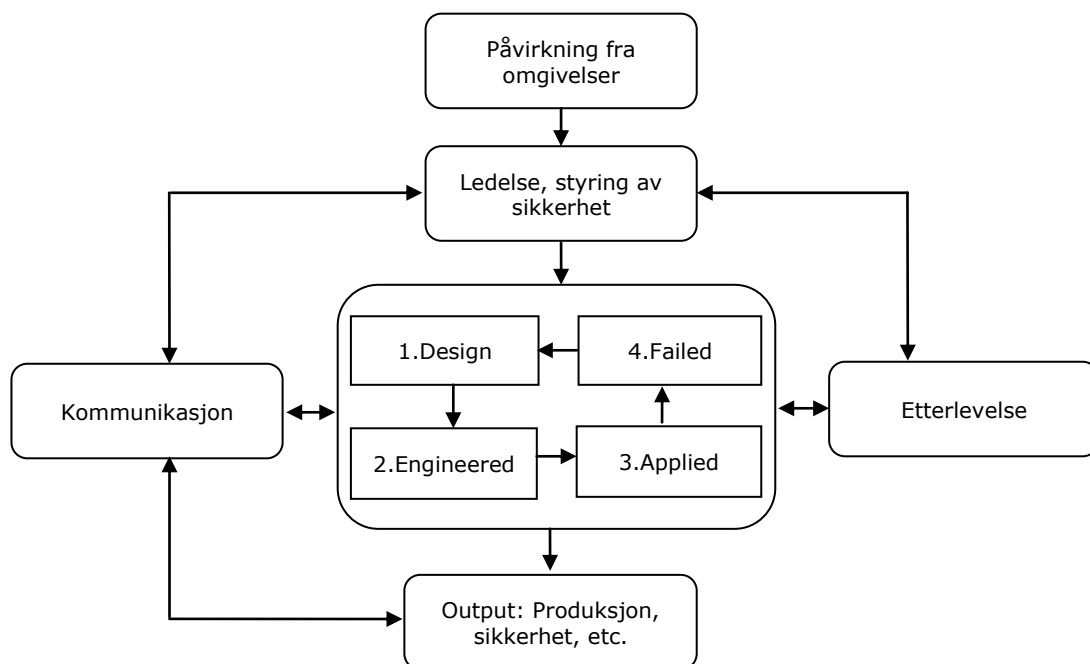 Påvirkning fra
omgivelser
Ledelse, styring av
sikkerhet
1.Design
4.Failed
Kommunikasjon
Etterlevelse
2.Engineered
3.Applied
Output: Produksjon,
sikkerhet, etc.